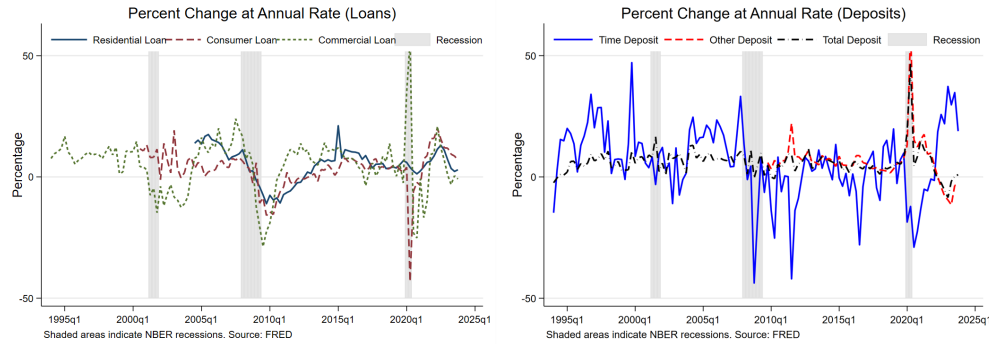 Percent Change at Annual Rate (Loans)
Residential Loan Consumer Loan Commercial Loan Recession
Percentage
50
0
-50
1995q1 2000q1 2005q1 2010q1 2015q1 2020q1 2025q1
Shaded areas indicate NBER recessions. Source: FRED
Percent Change at Annual Rate (Deposits)
Time Deposit Other Deposit Total Deposit Recession
Percentage
50
0
-50
1995q1 2000q1 2005q1 2010q1 2015q1 2020q1 2025q1
Shaded areas indicate NBER recessions. Source: FRED